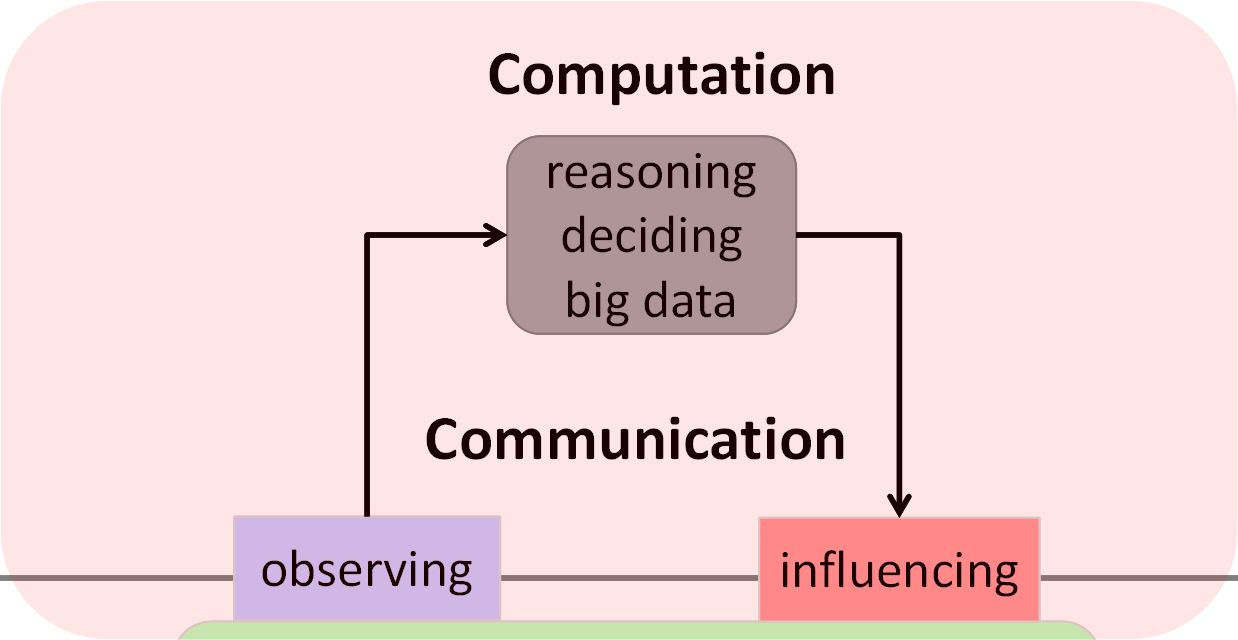 Computation
reasoning
deciding
big data
Communication
observing
influencing